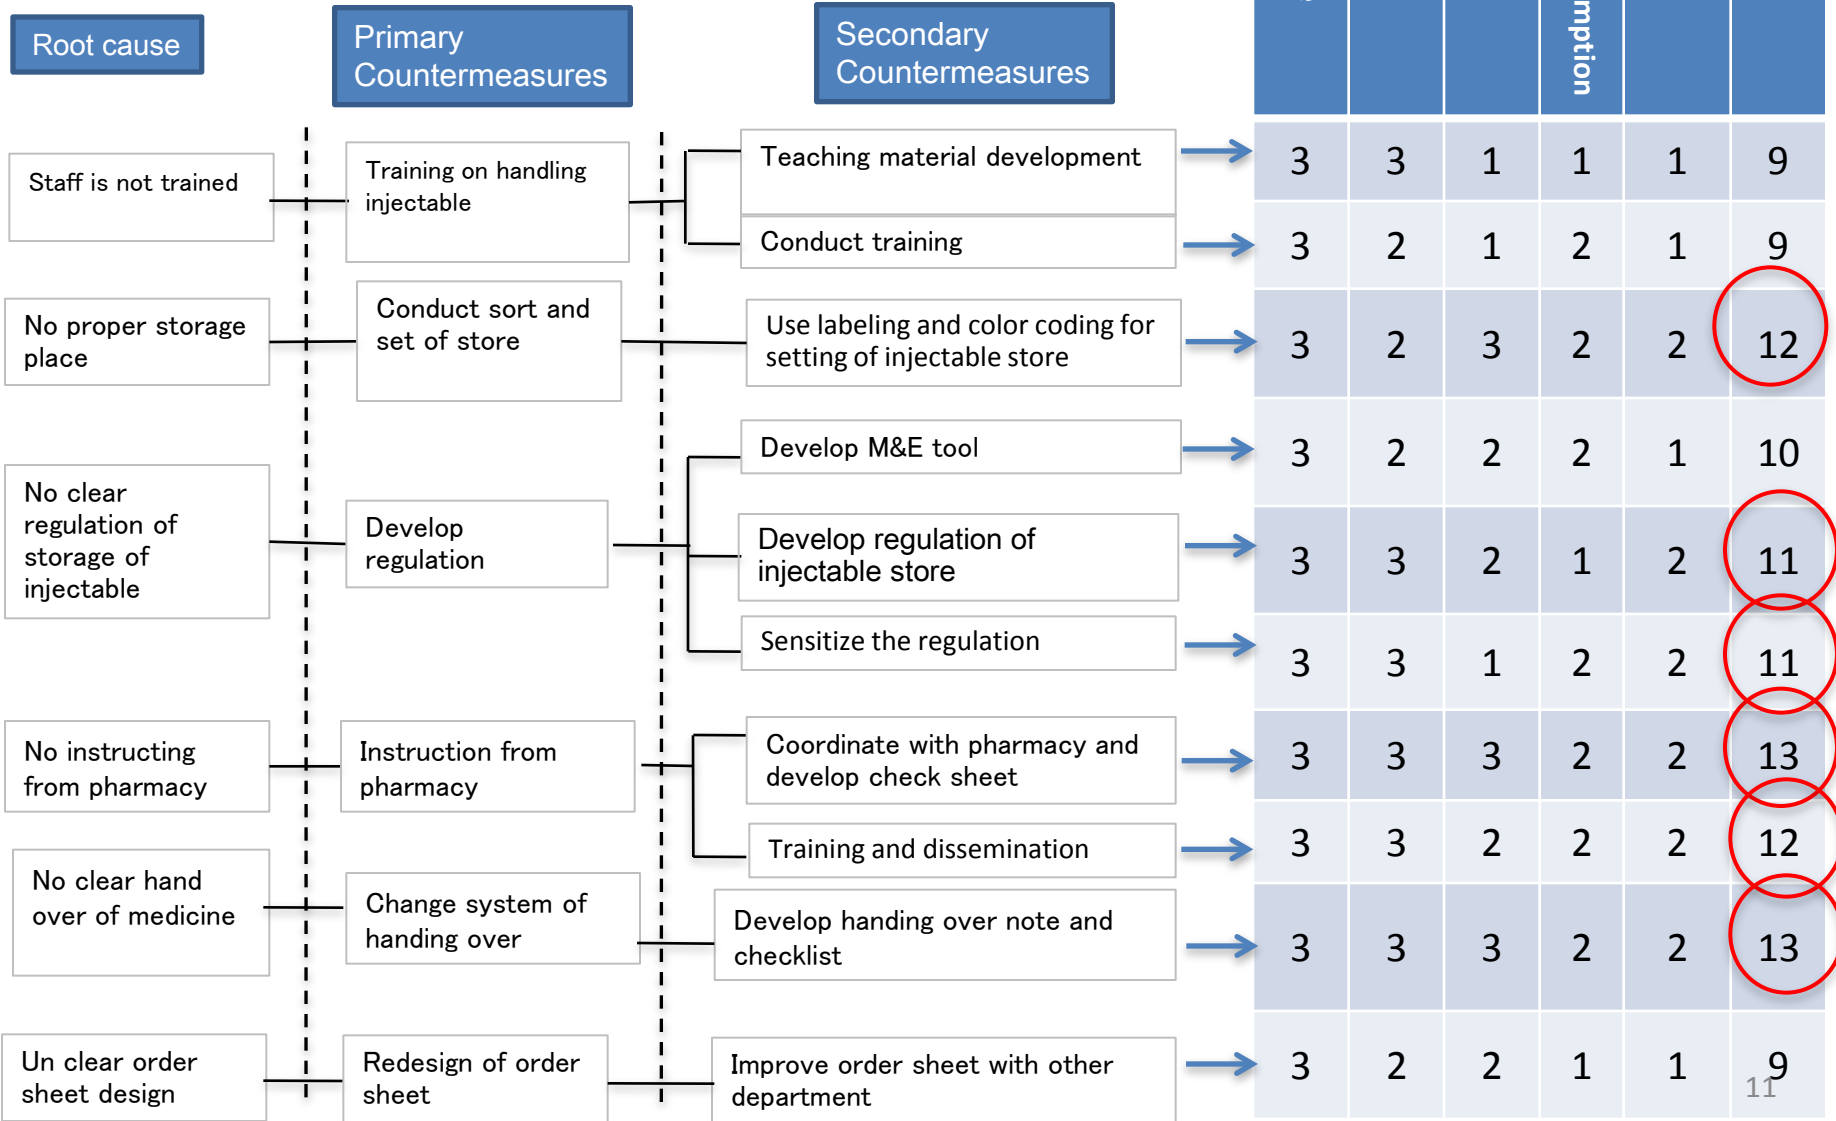 Root cause
Primary
Countermeasures
Secondary
Countermeasures
mption
Staff is not trained
Training on handling
injectable
Teaching material development
3 3 1 1 1 9
Conduct training
3 2 1 2 1 9
No proper storage
place
Conduct sort and
set of store
Use labeling and color coding for
setting of injectable store
3 2 3 2 2 12
No clear
regulation of
storage of
injectable
Develop
regulation
Develop M&E tool
3 2 2 2 1 10
Develop regulation of
injectable store
3 3 2 1 2 11
Sensitize the regulation
3 3 1 2 2 11
No instructing
from pharmacy
Instruction from
pharmacy
Coordinate with pharmacy and
develop check sheet
3 3 3 2 2 13
Training and dissemination
3 3 2 2 2 12
No clear hand
over of medicine
Change system of
handing over
Develop handing over note and
checklist
3 3 3 2 2 13
Un clear order
sheet design
Redesign of order
sheet
Improve order sheet with other
department
3 2 2 1 1 9
11